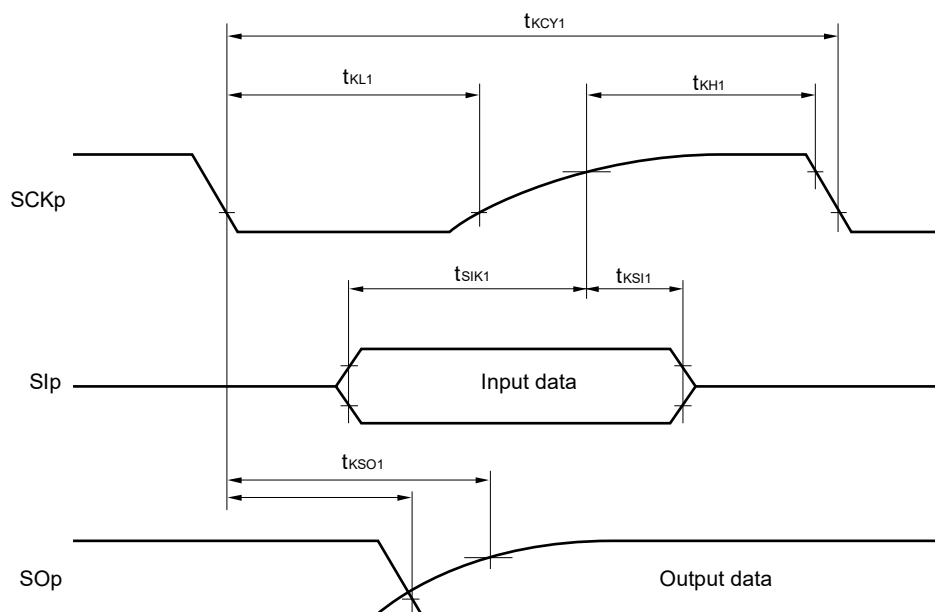 tKCY1
tKL1
tKH1
SCKp
tSIK1
tKSI1
SIp
Input data
tKSO1
SOp
Output data